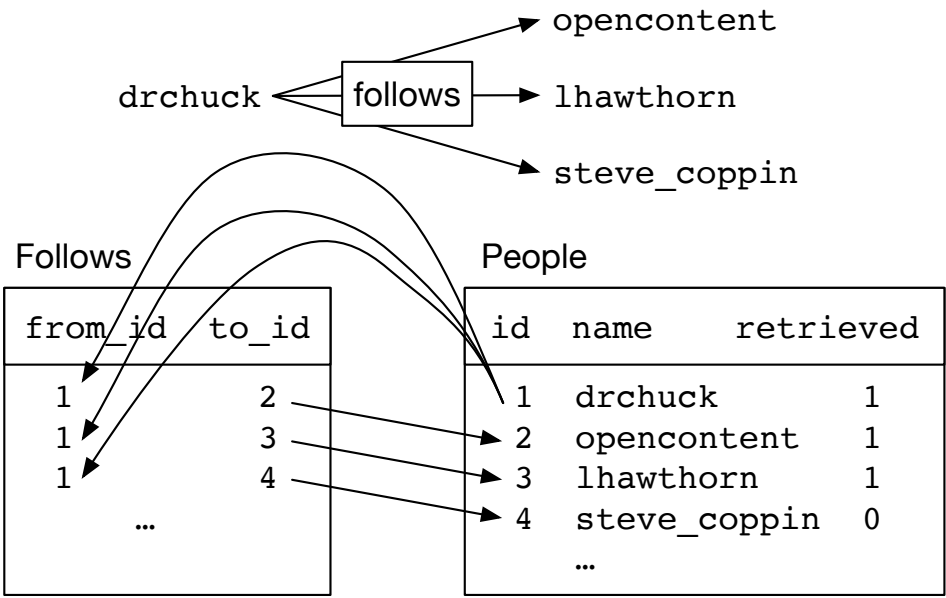 opencontent
drchuck follows lhawthorn
steve_coppin
Follows
from_id to_id
1 2
1 3
1 4
…
People
id name retrieved
1 drchuck 1
2 opencontent 1
3 lhawthorn 1
4 steve_coppin 0
…